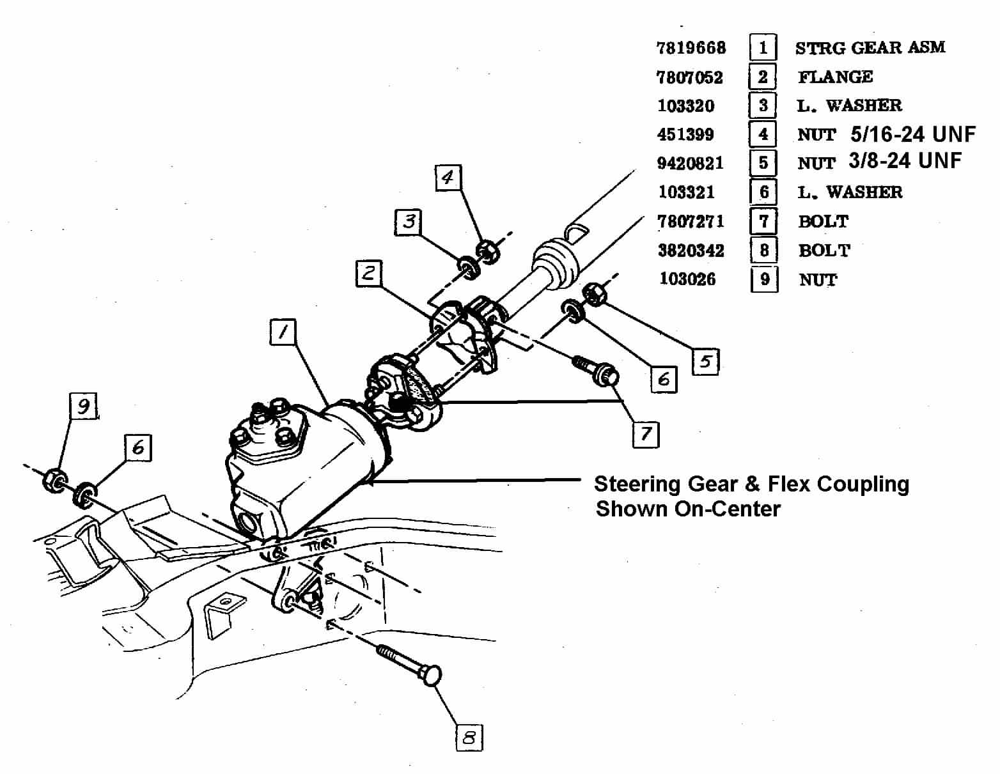 7819668 1 STRG GEAR ASM
7807052 2 FLANGE
103320 3 L. WASHER
451399 4 NUT 5/16-24 UNF
9420821 5 NUT 3/8-24 UNF
103321 6 L. WASHER
7807271 7 BOLT
3820342 8 BOLT
103026 9 NUT
4
3
2
1
5
6
9
7
6
Steering Gear & Flex Coupling
Shown On-Center
8